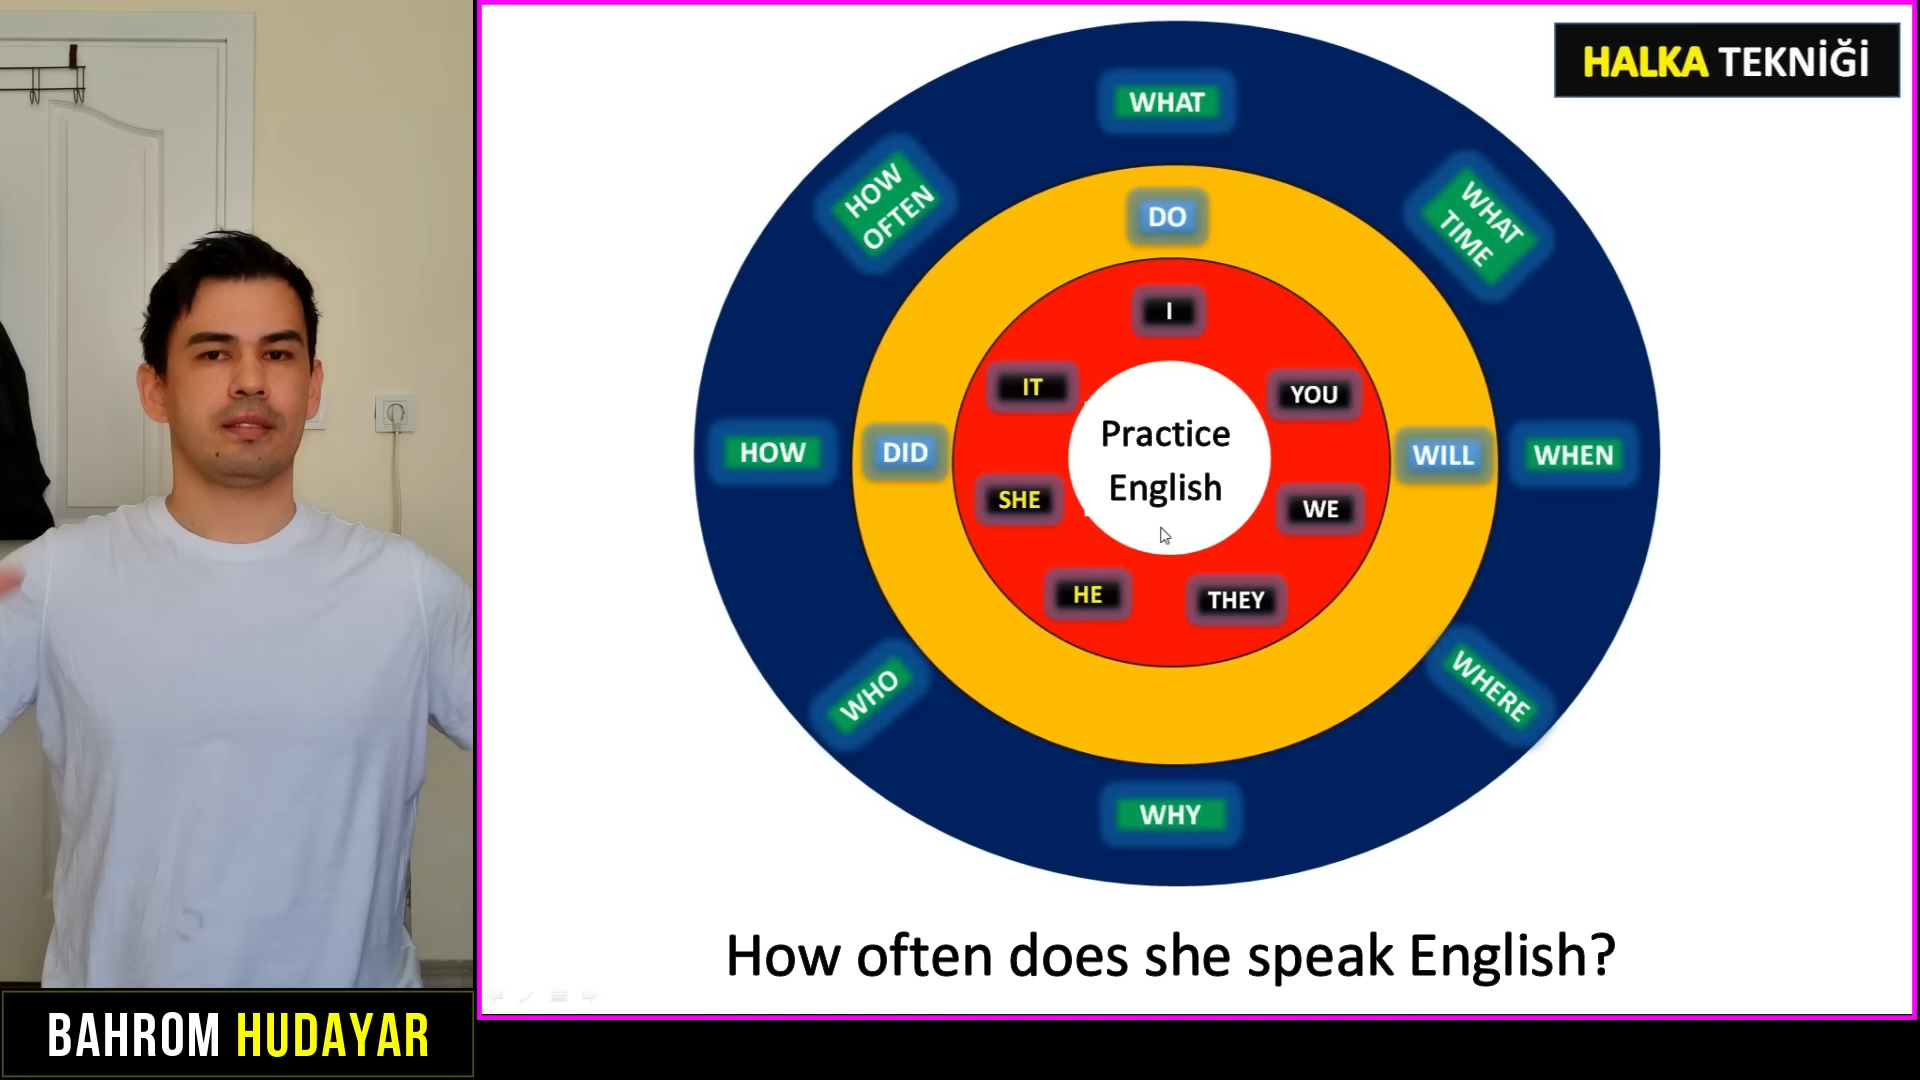 HALKA TEKNİĞİ
WHAT
HOW
OFTEN
WHAT
TIME
DO
I
IT
YOU
Practice
English
HOW
DID
WILL
WHEN
SHE
WE
HE
THEY
WHO
WHERE
WHY
How often does she speak English?
BAHROM HUDAYAR